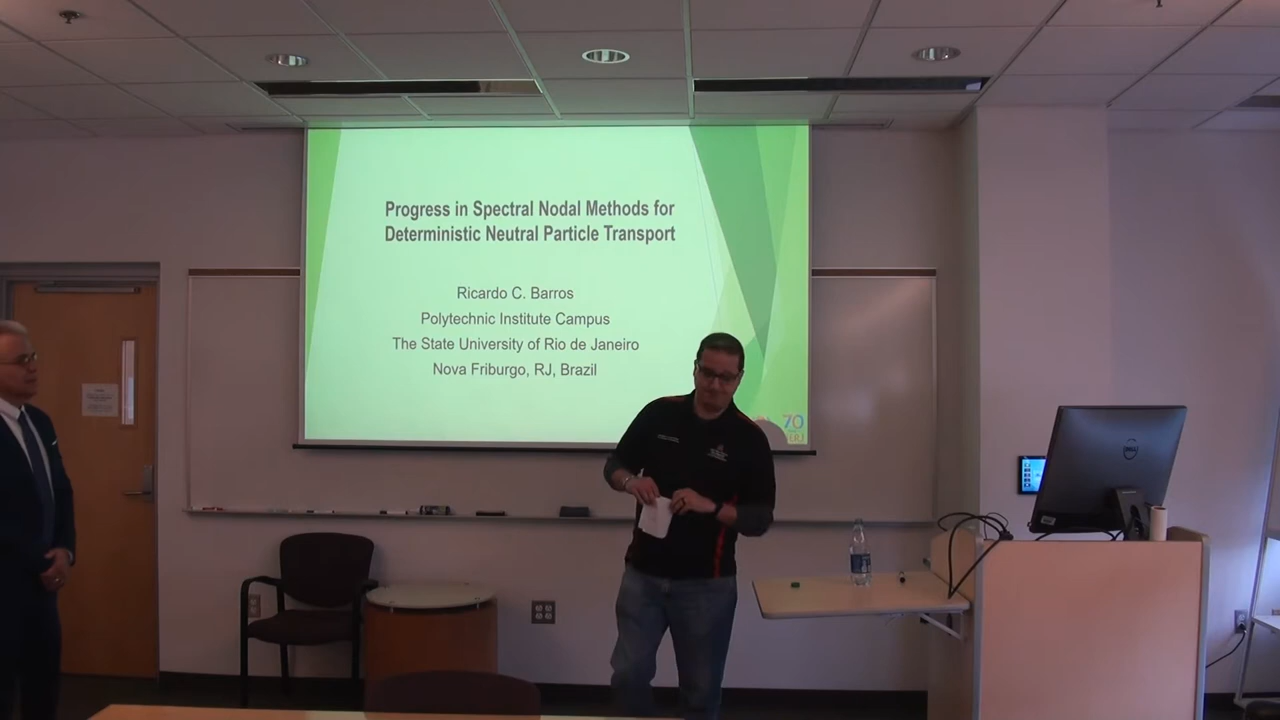 Progress in Spectral Nodal Methods for
Deterministic Neutral Particle Transport
Ricardo C. Barros
Polytechnic Institute Campus
The State University of Rio de Janeiro
Nova Friburgo, RJ, Brazil
70
DELL